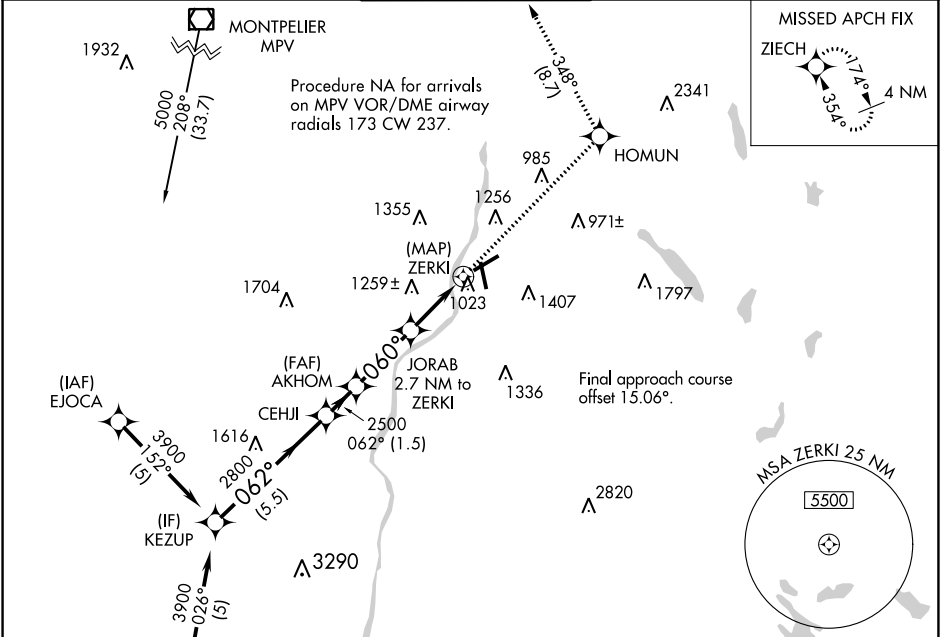 MONTPELIER
MPV
1932
5000
208°
(33.7)
Procedure NA for arrivals
on MPV VOR/DME airway
radials 173 CW 237.
348°
(8.7)
2341
HOMUN
MISSED APCH FIX
ZIECH
174°
354°
4 NM
985
1256
1355
971±
(MAP)
ZERKI
1259±
1023
1407
1797
1704
060°
(FAF)
AKHOM
JORAB
2.7 NM to
ZERKI
1336
Final approach course
offset 15.06°.
(IAF)
EJOCA
CEHJI
2500
062° (1.5)
3900
152°
(5)
1616
2800
062°
(5.5)
(IF)
KEZUP
2820
3290
3900
026°
(5)
MSA ZERKI 25 NM
5500